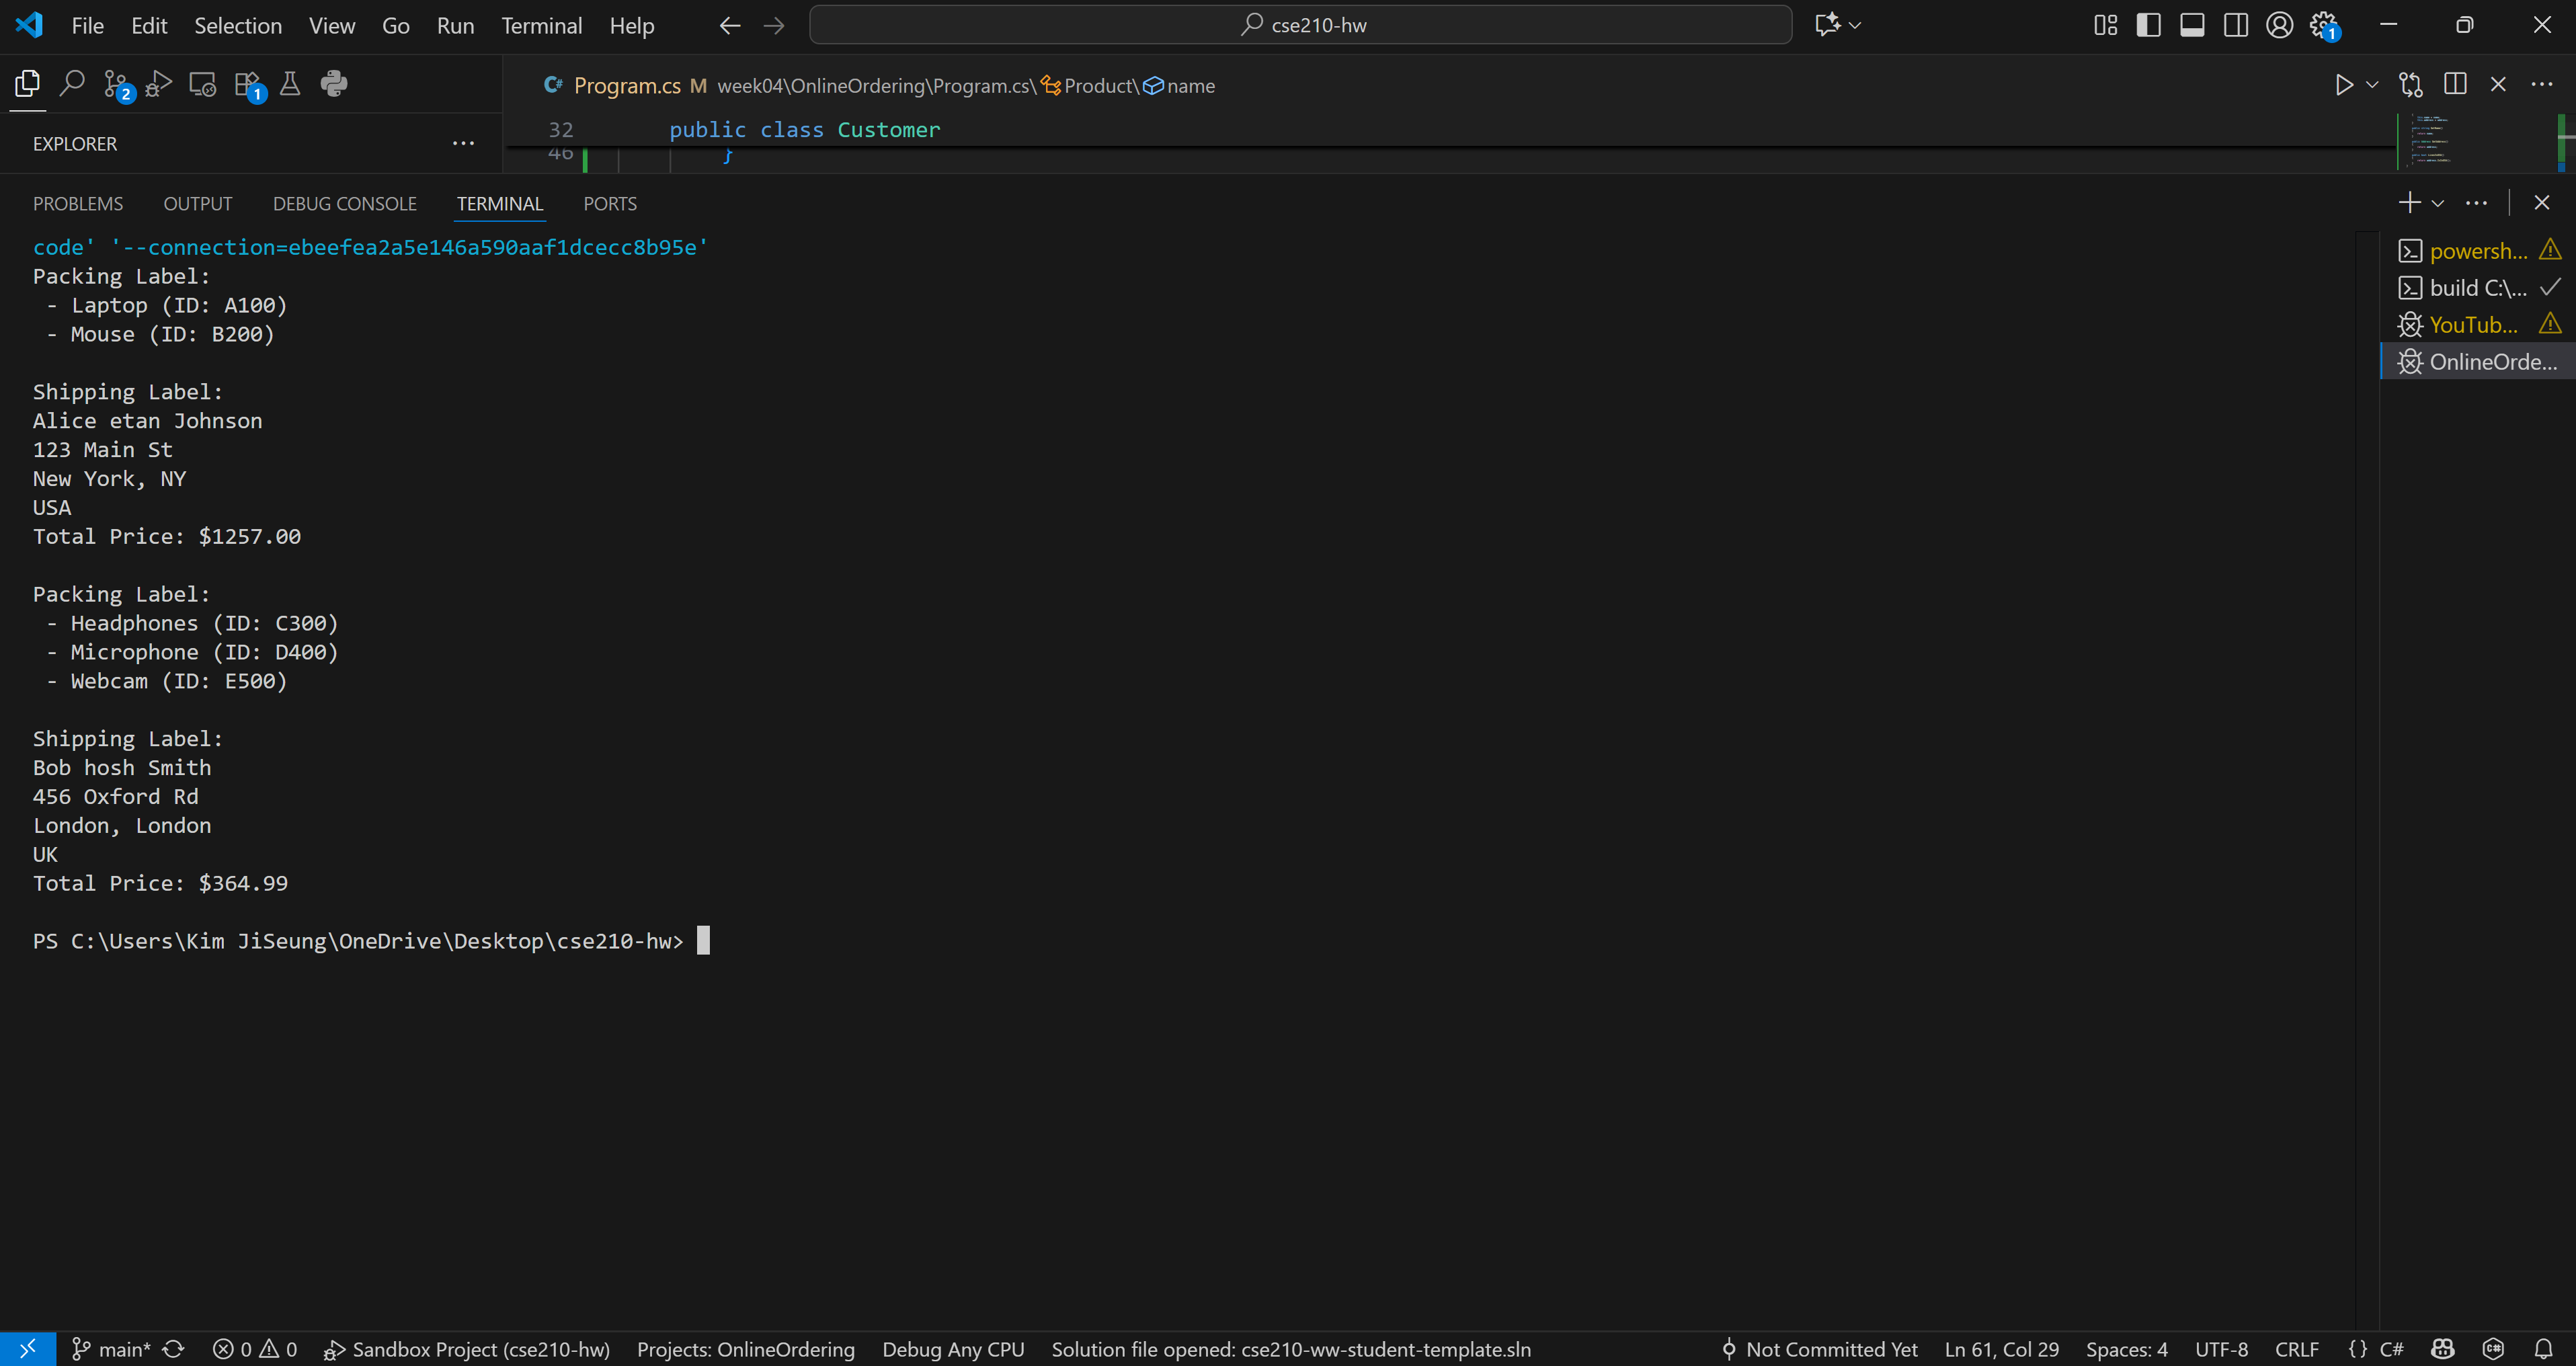 File Edit Selection View Go Run Terminal Help cse210-hw 1
2 1 Program.cs M week04\OnlineOrdering\Program.cs\Product\name
EXPLORER
32 public class Customer
46 }
PROBLEMS OUTPUT DEBUG CONSOLE TERMINAL PORTS
code' '--connection=ebeefea2a5e146a590aaf1dcecc8b95e'
Packing Label:
- Laptop (ID: A100)
- Mouse (ID: B200)
Shipping Label:
Alice etan Johnson
123 Main St
New York, NY
USA
Total Price: $1257.00
Packing Label:
- Headphones (ID: C300)
- Microphone (ID: D400)
- Webcam (ID: E500)
Shipping Label:
Bob hosh Smith
456 Oxford Rd
London, London
UK
Total Price: $364.99
PS C:\Users\Kim JiSeung\OneDrive\Desktop\cse210-hw>
powersh...
build C:\...
YouTub...
OnlineOrde...
main* 0 0 Sandbox Project (cse210-hw) Projects: OnlineOrdering Debug Any CPU Solution file opened: cse210-ww-student-template.sln Not Committed Yet Ln 61, Col 29 Spaces: 4 UTF-8 CRLF {} C#